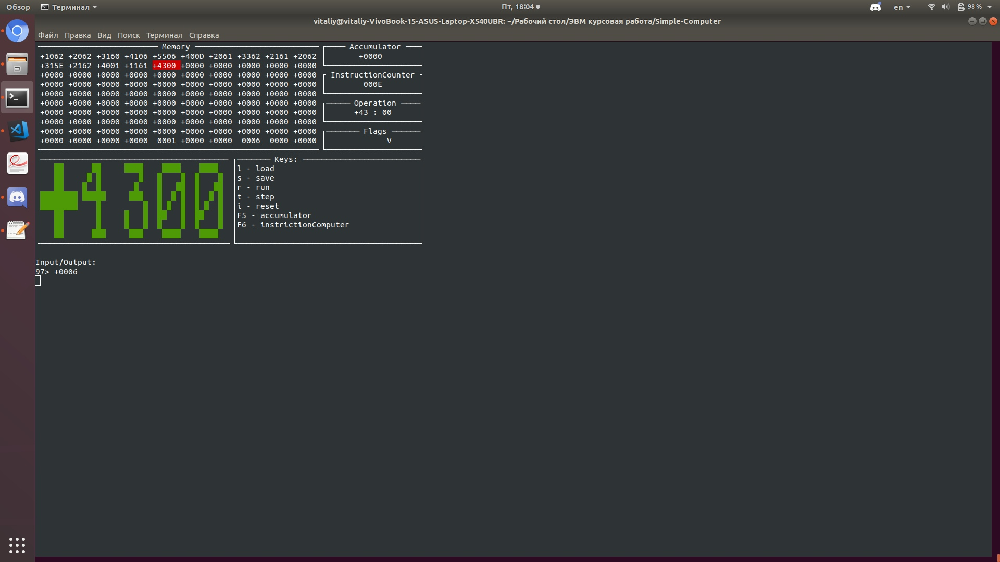 Обзор Терминал Пт, 18:04 en 98%
vitaliy@vitaliy-VivoBook-15-ASUS-Laptop-X540UBR: ~/Рабочий стол/ЭВМ курсовая работа/Simple-Computer
Файл Правка Вид Поиск Терминал Справка
Memory
+1062 +2062 +3160 +4106 +5506 +400D +2061 +3362 +2161 +2062
+315E +2162 +4001 +1161 +4300 +0000 +0000 +0000 +0000 +0000
+0000 +0000 +0000 +0000 +0000 +0000 +0000 +0000 +0000 +0000
+0000 +0000 +0000 +0000 +0000 +0000 +0000 +0000 +0000 +0000
+0000 +0000 +0000 +0000 +0000 +0000 +0000 +0000 +0000 +0000
+0000 +0000 +0000 +0000 +0000 +0000 +0000 +0000 +0000 +0000
+0000 +0000 +0000 +0000 +0000 +0000 +0000 +0000 +0000 +0000
+0000 +0000 +0000 +0000 +0000 +0000 +0000 +0000 +0000 +0000
+0000 +0000 +0000 +0000 +0000 +0000 +0000 +0000 +0000 +0000
+0000 +0000 +0000 +0000 0001 +0000 +0000 0006 0000 +0000
Accumulator
+0000
InstructionCounter
000E
Operation
+43 : 00
Flags
V
+4300
Keys:
l - load
s - save
r - run
t - step
i - reset
F5 - accumulator
F6 - instrictionComputer
Input/Output:
97> +0006